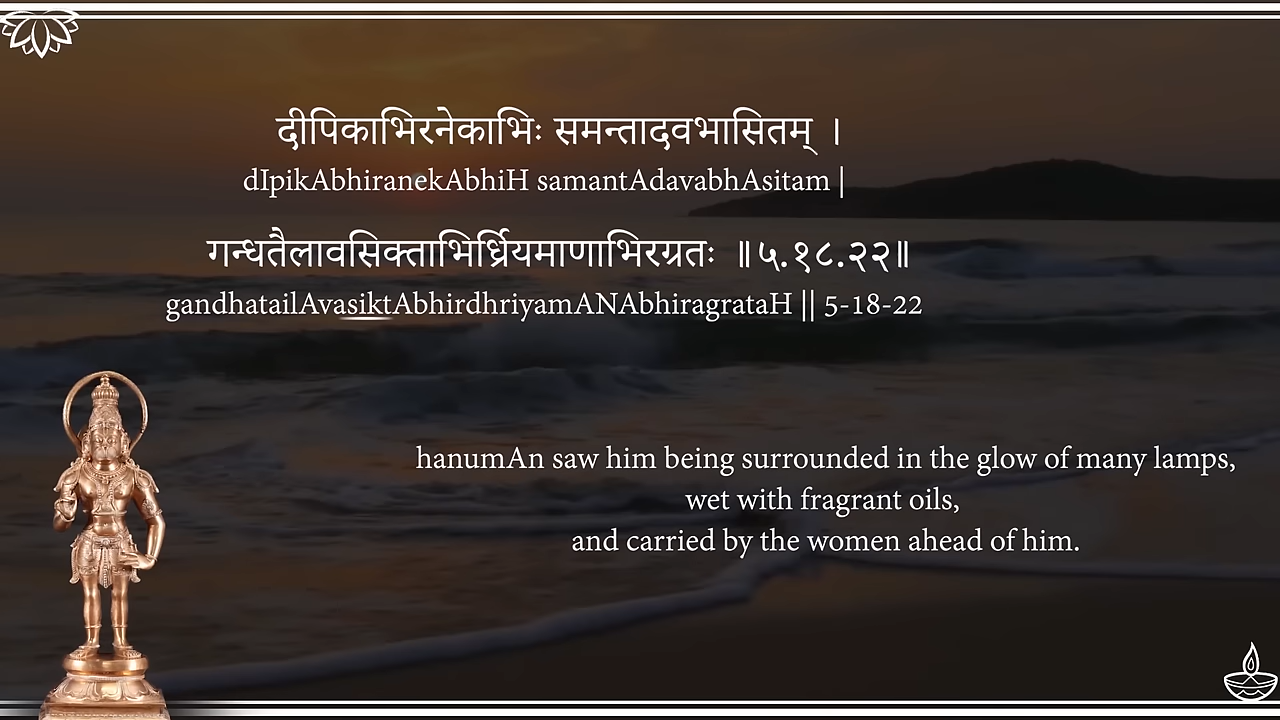 दीपिकाभिरनेकाभिः समन्तादवभासितम् ।
dIpikAbhiranekAbhiH samantAdavabhAsitam |
गन्धतैलावसिक्ताभिर्ध्रियमाणाभिरग्रतः ॥५.१८.२२॥
gandhatailAvasiktAbhirdhriyamANAbhiragrataH || 5-18-22
hanumAn saw him being surrounded in the glow of many lamps,
wet with fragrant oils,
and carried by the women ahead of him.